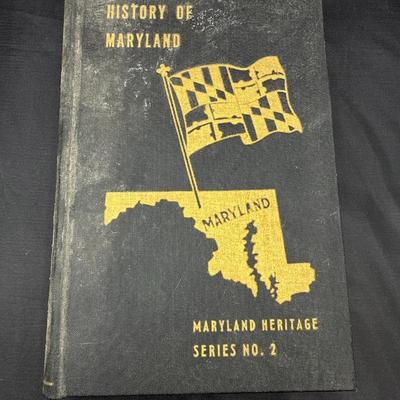 HISTORY OF
MARYLAND
MARYLAND
MARYLAND HERITAGE
SERIES NO. 2